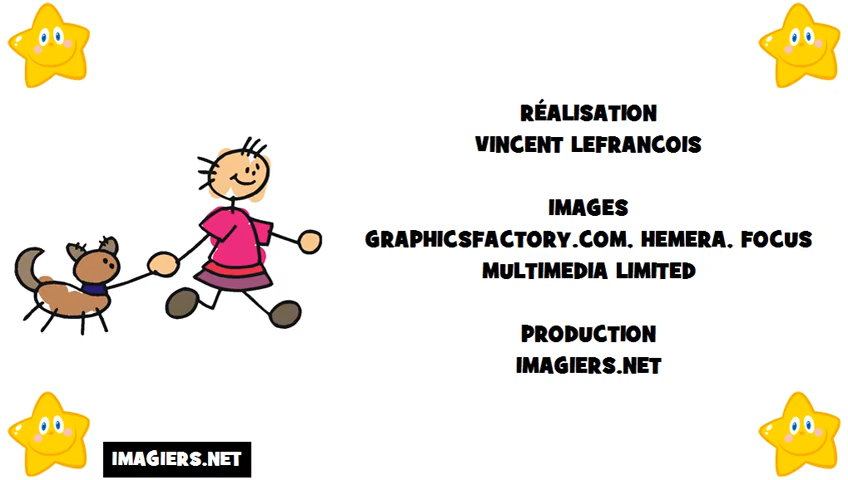 RÉALISATION
VINCENT LEFRANCOIS
IMAGES
GRAPHICSFACTORY.COM, HEMERA, FOCUS
MULTIMEDIA LIMITED
PRODUCTION
IMAGIERS.NET
IMAGIERS.NET